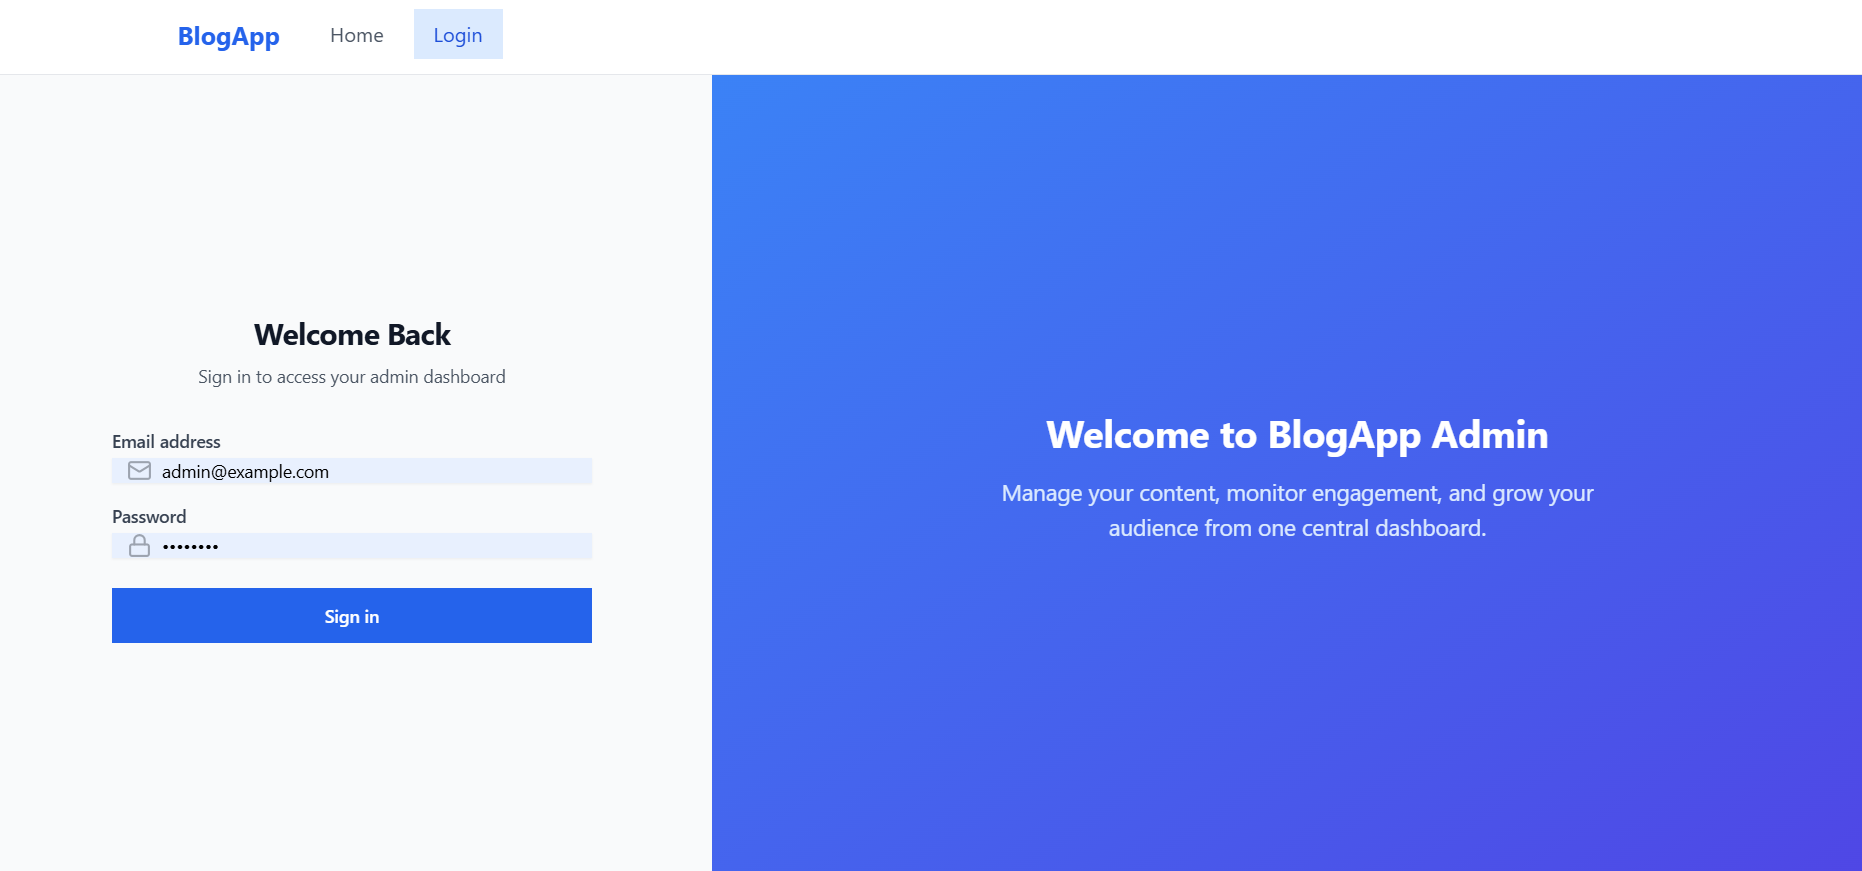 BlogApp
Home
Login
Welcome Back
Sign in to access your admin dashboard
Email address
admin@example.com
Password
••••••••
Sign in
Welcome to BlogApp Admin
Manage your content, monitor engagement, and grow your
audience from one central dashboard.